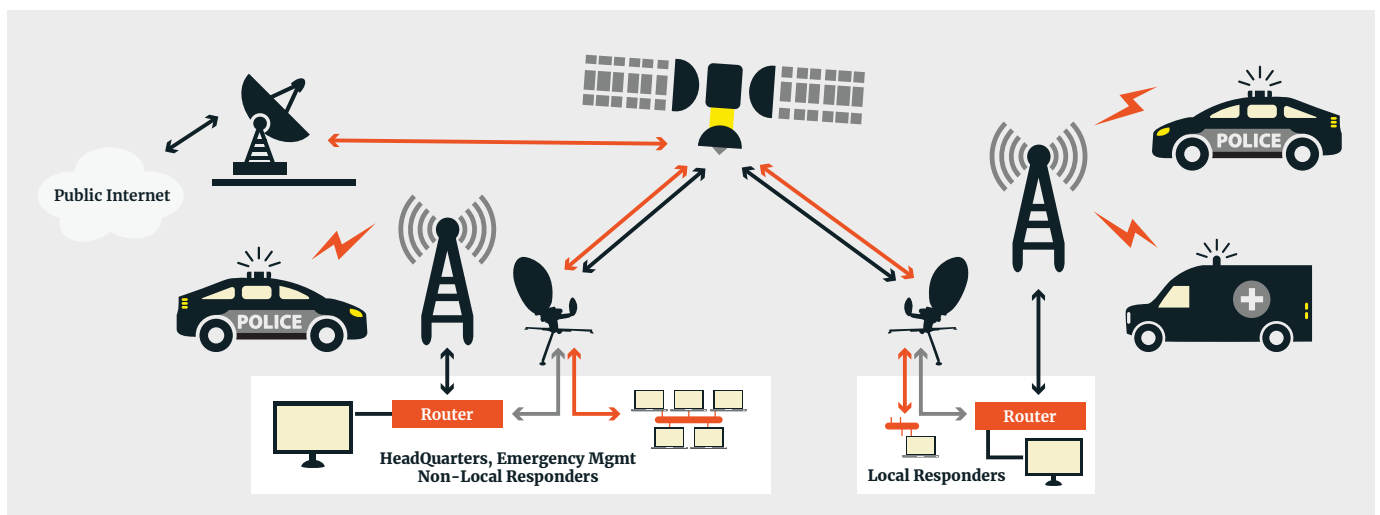 POLICE
Public Internet
POLICE
Router
Router
HeadQuarters, Emergency Mgmt
Non-Local Responders
Local Responders